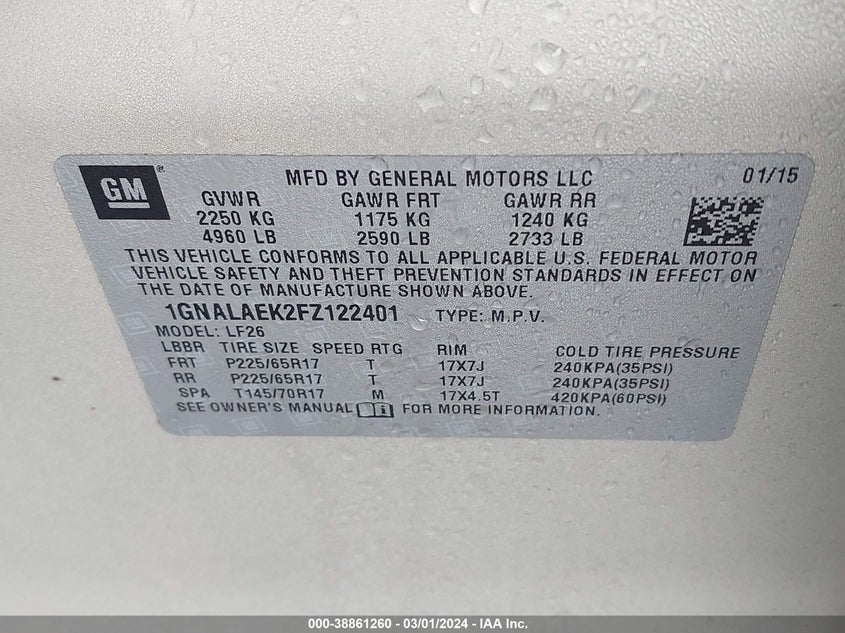 GM ® MFD BY GENERAL MOTORS LLC 01/15
GVWR GAWR FRT GAWR RR
2250 KG 1175 KG 1240 KG
4960 LB 2590 LB 2733 LB
THIS VEHICLE CONFORMS TO ALL APPLICABLE U.S. FEDERAL MOTOR
VEHICLE SAFETY AND THEFT PREVENTION STANDARDS IN EFFECT ON
THE DATE OF MANUFACTURE SHOWN ABOVE.
1GNALAEK2FZ122401 TYPE: M.P.V.
MODEL: LF26
LBBR TIRE SIZE SPEED RTG RIM COLD TIRE PRESSURE
FRT P225/65R17 T 17X7J 240KPA(35PSI)
RR P225/65R17 T 17X7J 240KPA(35PSI)
SPA T145/70R17 M 17X4.5T 420KPA(60PSI)
SEE OWNER'S MANUAL i FOR MORE INFORMATION.
000-38861260 - 03/01/2024 - IAA Inc.